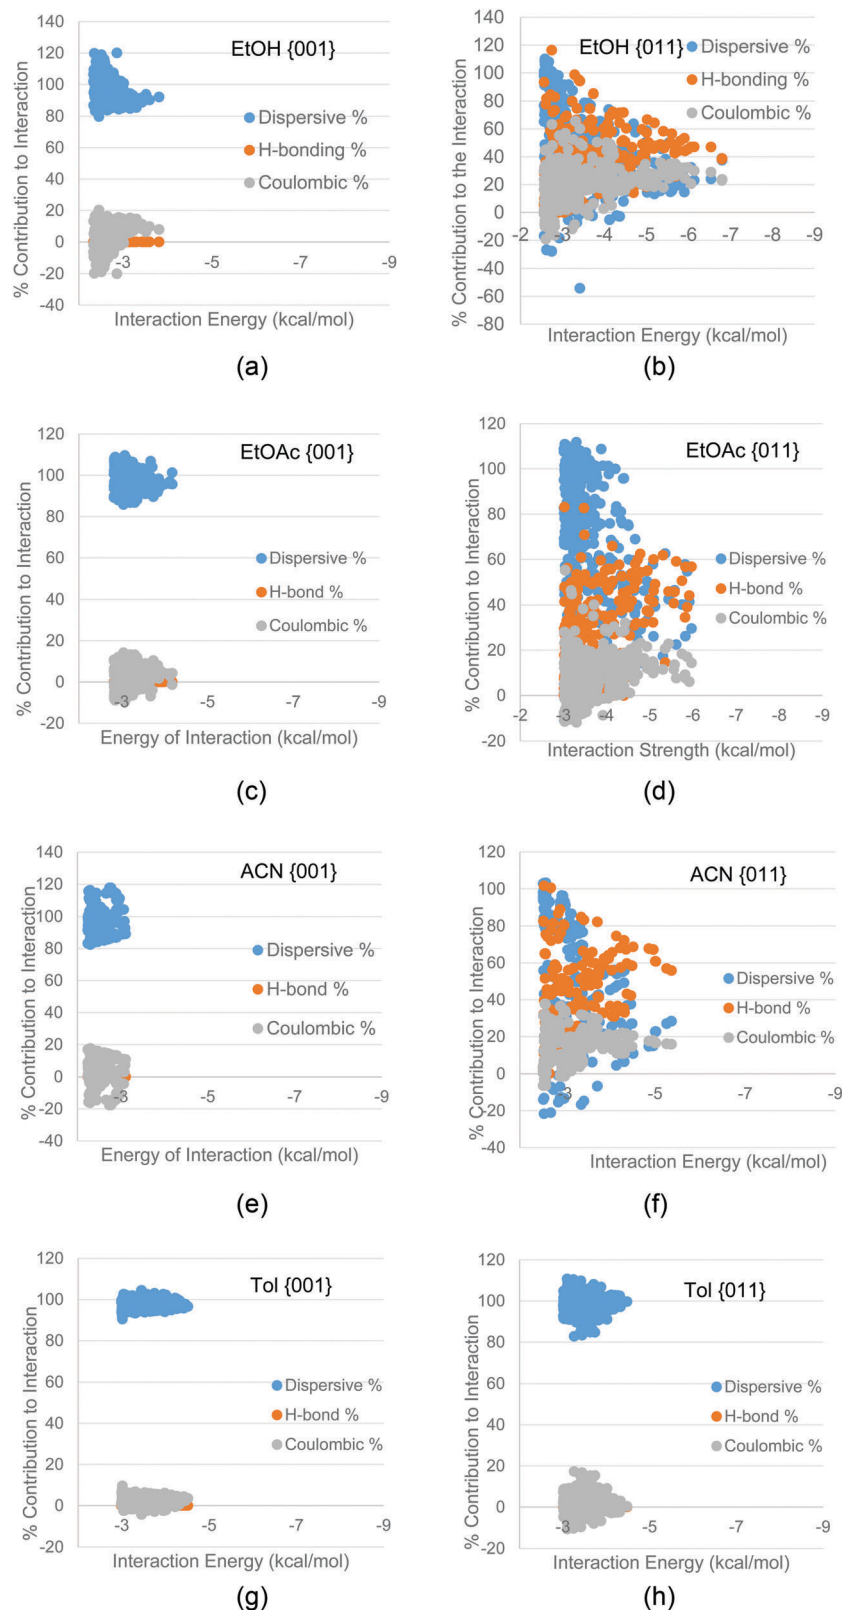 EtOH {001}
% Contribution to Interaction
140
120
100
80
60
40
20
0
-20
-40
-3
-5
-7
-9
Dispersive %
H-bonding %
Coulombic %
Interaction Energy (kcal/mol)
(a)
EtOH {011}
% Contribution to the Interaction
140
120
100
80
60
40
20
0
-20
-40
-60
-80
-2
-3
-4
-5
-6
-7
-8
-9
Dispersive %
H-bonding %
Coulombic %
Interaction Energy (kcal/mol)
(b)
EtOAc {001}
% Contribution to Interaction
120
100
80
60
40
20
0
-20
-3
-5
-7
-9
Dispersive %
H-bond %
Coulombic %
Energy of Interaction (kcal/mol)
(c)
EtOAc {011}
% Contribution to Interaction
120
100
80
60
40
20
0
-20
-2
-3
-4
-5
-6
-7
-8
-9
Dispersive %
H-bond %
Coulombic %
Interaction Strength (kcal/mol)
(d)
ACN {001}
% Contribution to Interaction
140
120
100
80
60
40
20
0
-20
-40
-3
-5
-7
-9
Dispersive %
H-bond %
Coulombic %
Energy of Interaction (kcal/mol)
(e)
ACN {011}
% Contribution to Interaction
120
100
80
60
40
20
0
-20
-40
-3
-5
-7
-9
Dispersive %
H-bond %
Coulombic %
Interaction Energy (kcal/mol)
(f)
Tol {001}
% Contribution to Interaction
120
100
80
60
40
20
0
-20
-3
-5
-7
-9
Dispersive %
H-bond %
Coulombic %
Interaction Energy (kcal/mol)
(g)
Tol {011}
% Contribution to Interaction
120
100
80
60
40
20
0
-20
-3
-5
-7
-9
Dispersive %
H-bond %
Coulombic %
Interaction Energy (kcal/mol)
(h)